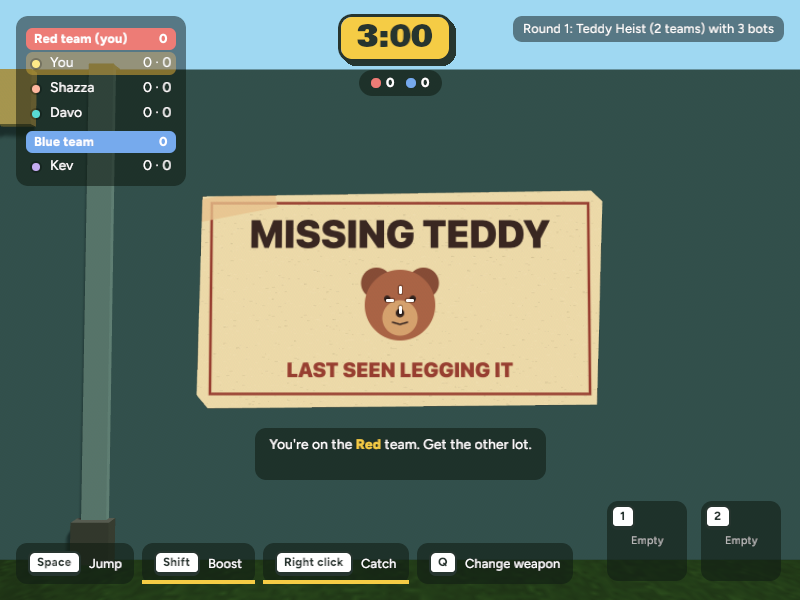 Red team (you) 0
You 0 · 0
Shazza 0 · 0
Davo 0 · 0
Blue team 0
Kev 0 · 0
3:00
0 0
Round 1: Teddy Heist (2 teams) with 3 bots
MISSING TEDDY
LAST SEEN LEGGING IT
You're on the Red team. Get the other lot.
Space Jump
Shift Boost
Right click Catch
Q Change weapon
1 Empty
2 Empty